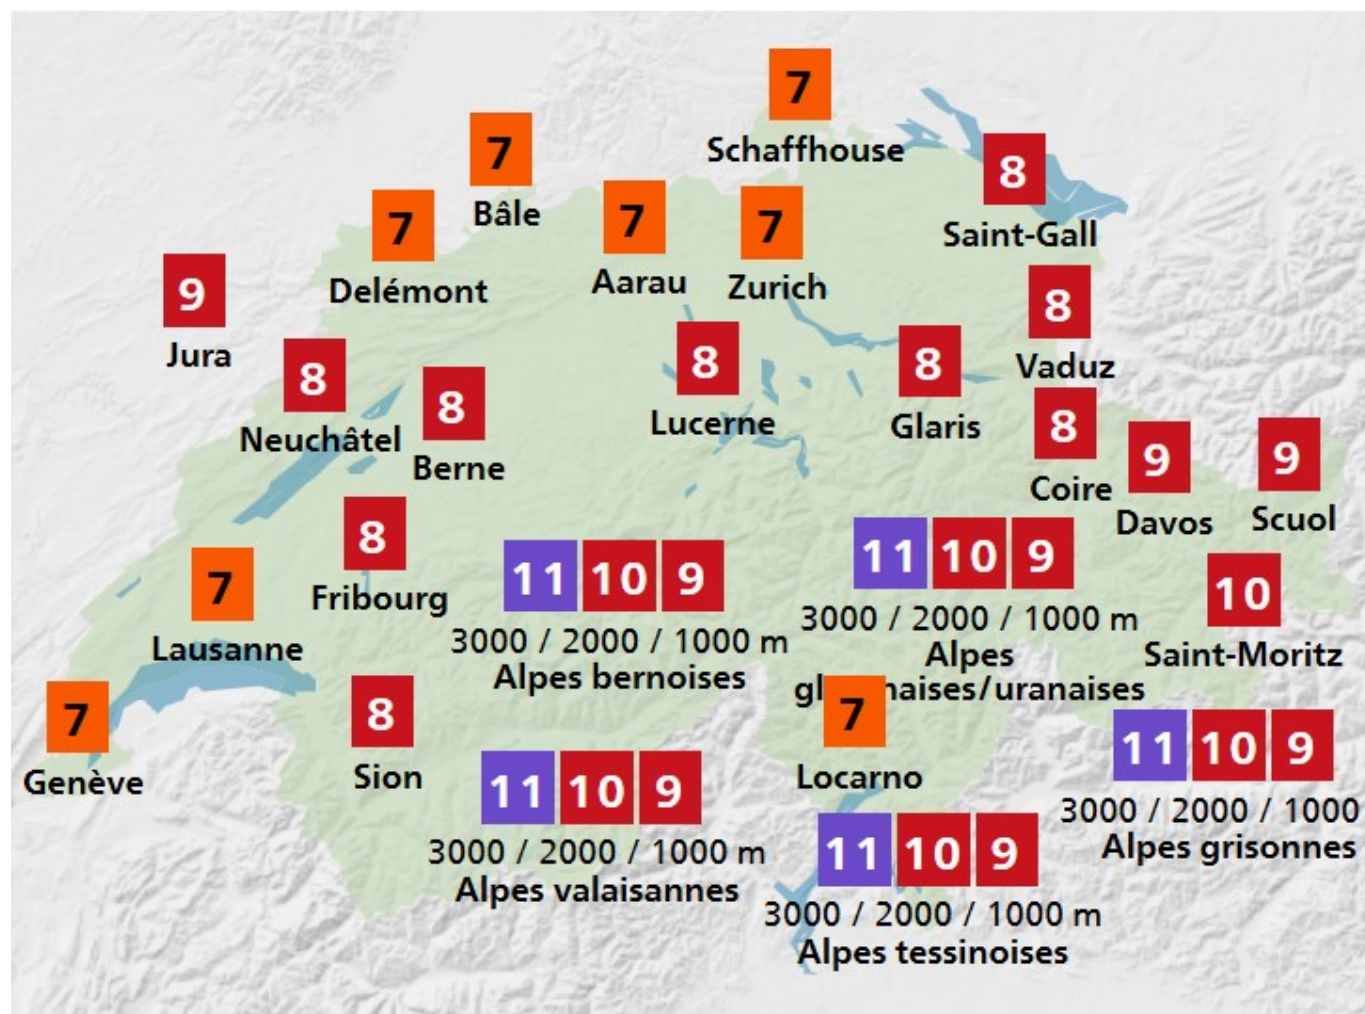 7
Schaffhouse
7
Bâle
8
Saint-Gall
7
Delémont
7
Aarau
7
Zurich
9
Jura
8
Vaduz
8
Neuchâtel
8
Berne
8
Lucerne
8
Glaris
8
Coire
9
Davos
9
Scuol
8
Fribourg
7
Lausanne
11 10 9
3000 / 2000 / 1000 m
Alpes bernoises
11 10 9
3000 / 2000 / 1000 m
Alpes
10
Saint-Moritz
7
Genève
8
Sion
7
Locarno
11 10 9
3000 / 2000 / 1000 m
Alpes valaisannes
11 10 9
3000 / 2000 / 1000
Alpes grisonnes
11 10 9
3000 / 2000 / 1000 m
Alpes tessinoises